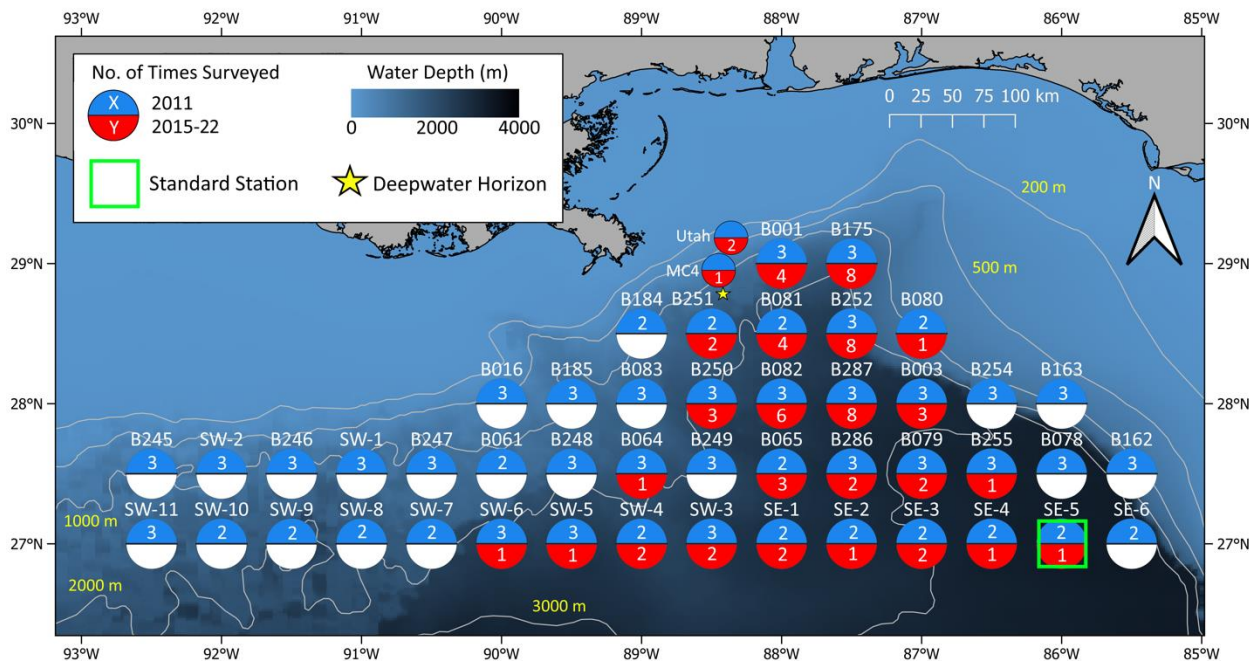 93°W 92°W 91°W 90°W 89°W 88°W 87°W 86°W 85°W
No. of Times Surveyed
X 2011
Y 2015-22
Water Depth (m)
0 2000 4000
Standard Station
Deepwater Horizon
0 25 50 75 100 km
N
30°N 30°N
200 m
500 m
1000 m
2000 m
3000 m
Utah B001 B175
2 3 3
4 8
29°N MC4 29°N
1
B184 B251 B081 B252 B080
2 2 2 3 2
2 4 8 1
B016 B185 B083 B250 B082 B287 B003 B254 B163
28°N 3 3 3 3 3 3 3 3 3 28°N
3 6 8 3
B245 SW-2 B246 SW-1 B247 B061 B248 B064 B249 B065 B286 B079 B255 B078 B162
3 3 3 3 3 2 3 3 3 2 3 3 3 3 3
1 3 2 2 1
SW-11 SW-10 SW-9 SW-8 SW-7 SW-6 SW-5 SW-4 SW-3 SE-1 SE-2 SE-3 SE-4 SE-5 SE-6
27°N 3 2 2 2 2 3 3 2 3 2 2 2 2 2 2 27°N
1 1 2 2 2 1 2 1 1
93°W 92°W 91°W 90°W 89°W 88°W 87°W 86°W 85°W